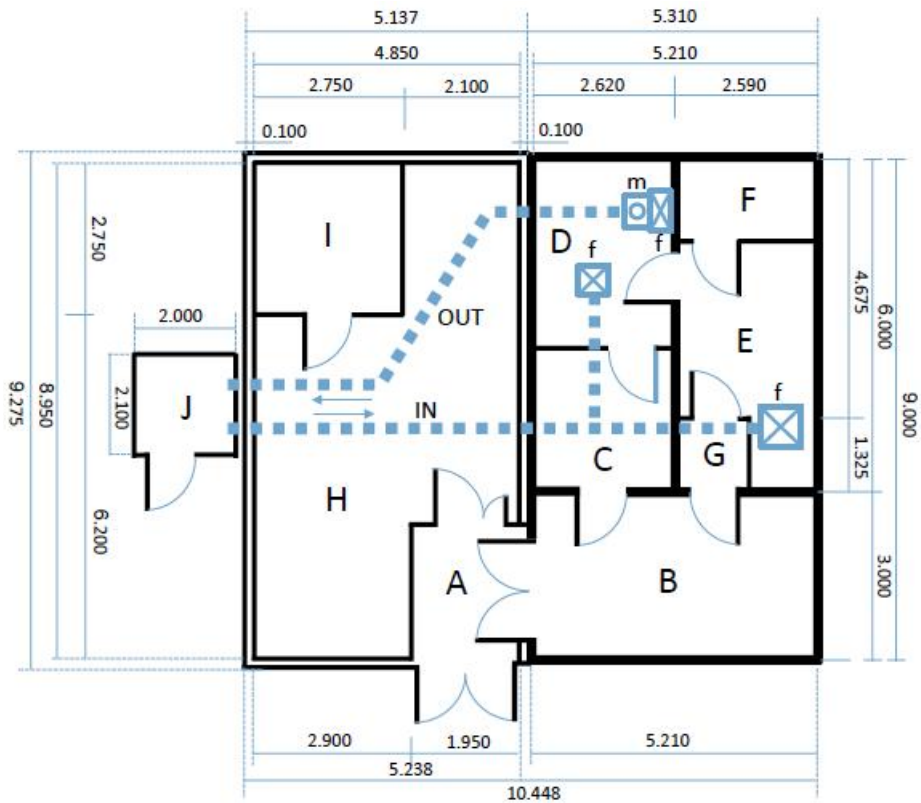 5.137
5.310
4.850
5.210
2.750
2.100
2.620
2.590
0.100
0.100
m
F
I
D
f
f
2.750
4.675
6.000
OUT
2.000
E
9.275
8.950
2.100
J
IN
f
9.000
C
G
1.325
H
6.200
A
B
3.000
2.900
1.950
5.210
5.238
10.448